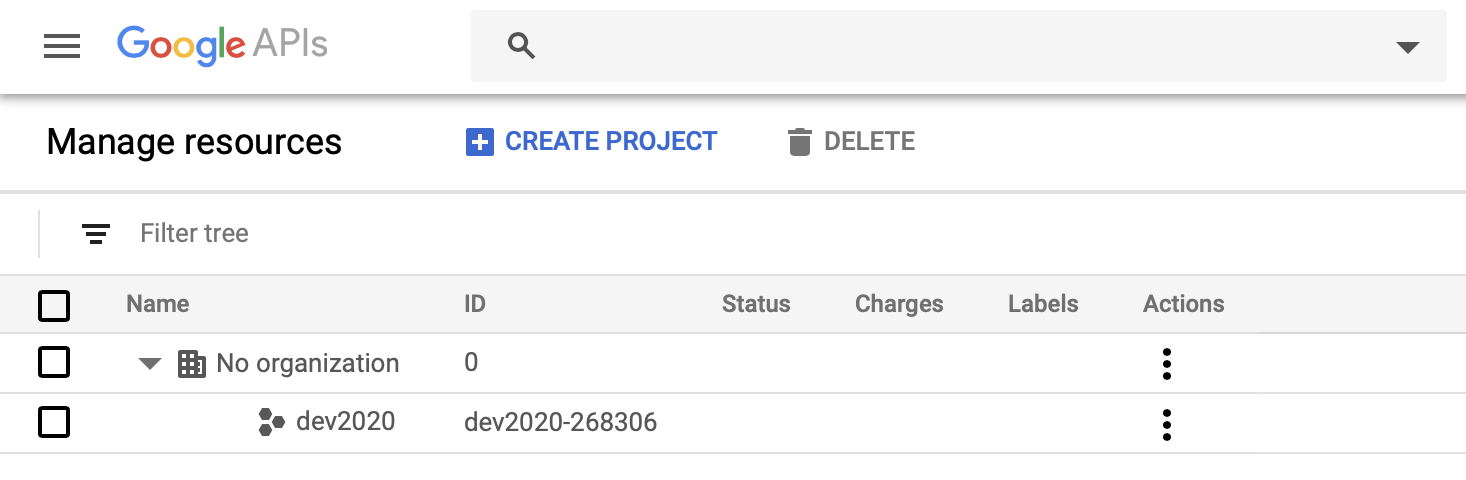 Google APIs
Manage resources CREATE PROJECT DELETE
Filter tree
Name ID Status Charges Labels Actions
No organization 0
dev2020 dev2020-268306